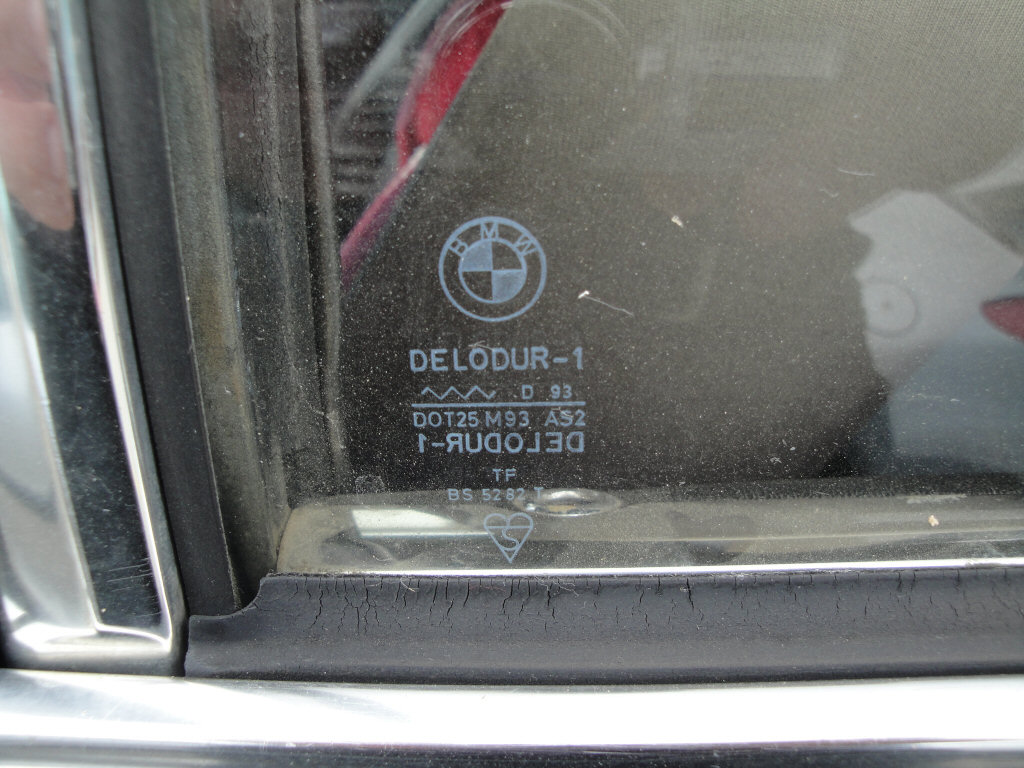 BMW
DELODUR-1
D 93
DOT25 M93 AS2
DELODUR-1
TF
BS 5282 T
S